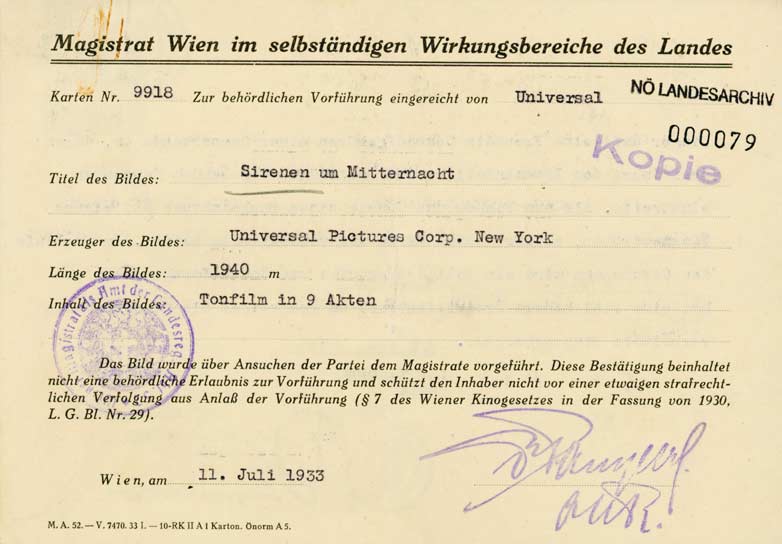 Magistrat Wien im selbständigen Wirkungsbereiche des Landes
Karten Nr. 9918 Zur behördlichen Vorführung eingereicht von Universal
NÖ LANDESARCHIV
000079
Kopie
Titel des Bildes: Sirenen um Mitternacht
Erzeuger des Bildes: Universal Pictures Corp. New York
Länge des Bildes: 1940 m
Inhalt des Bildes: Tonfilm in 9 Akten
Das Bild wurde über Ansuchen der Partei dem Magistrate vorgeführt. Diese Bestätigung beinhaltet
nicht eine behördliche Erlaubnis zur Vorführung und schützt den Inhaber nicht vor einer etwaigen strafrecht-
lichen Verfolgung aus Anlaß der Vorführung (§ 7 des Wiener Kinogesetzes in der Fassung von 1930,
L. G. Bl. Nr. 29).
Wien, am 11. Juli 1933
M. A. 52. — V. 7470. 33 I. — 10-RK II A I Karton. Önorm A 5.